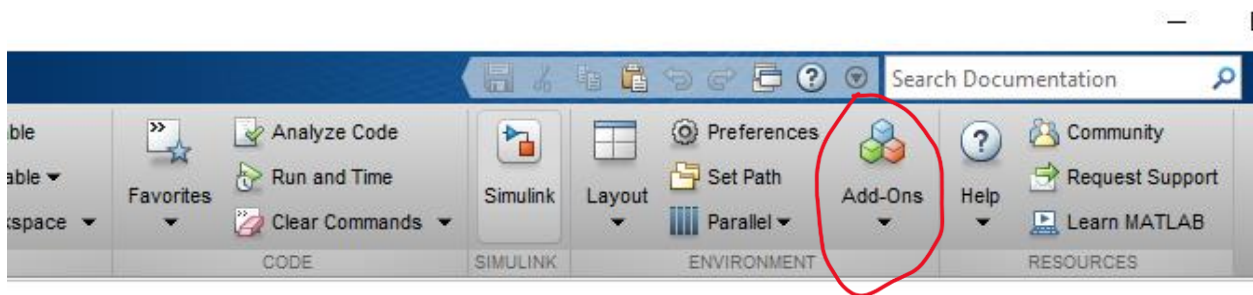 Search Documentation
ble
able
kspace
Favorites
Analyze Code
Run and Time
Clear Commands
CODE
Simulink
SIMULINK
Layout
Preferences
Set Path
Parallel
Add-Ons
ENVIRONMENT
Help
Community
Request Support
Learn MATLAB
RESOURCES